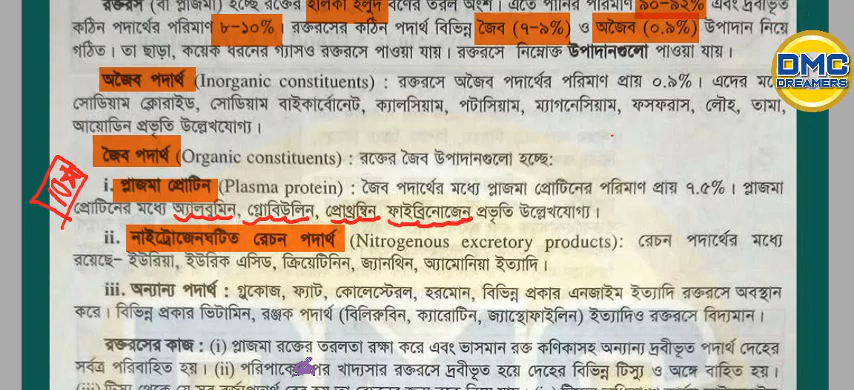 রক্তরস (বা প্লাজমা) হচ্ছে রক্তের হালকা হলুদ বর্ণের তরল অংশ। এতে পানির পরিমাণ ৯০-৯২% এবং দ্রবীভূত
কঠিন পদার্থের পরিমাণ ৮-১০%। রক্তরসের কঠিন পদার্থ বিভিন্ন জৈব (৭-৯%) ও অজৈব (০.৯%) উপাদান নিয়ে
গঠিত। তা ছাড়া, কয়েক ধরনের গ্যাসও রক্তরসে পাওয়া যায়। রক্তরসে নিম্নোক্ত উপাদানগুলো পাওয়া যায়।
DMC
DREAMERS
অজৈব পদার্থ (Inorganic constituents) : রক্তরসে অজৈব পদার্থের পরিমাণ প্রায় ০.৯%। এদের মধ্যে
সোডিয়াম ক্লোরাইড, সোডিয়াম বাইকার্বোনেট, ক্যালসিয়াম, পটাসিয়াম, ম্যাগনেসিয়াম, ফসফরাস, লৌহ, তামা,
আয়োডিন প্রভৃতি উল্লেখযোগ্য।
জৈব পদার্থ (Organic constituents) : রক্তের জৈব উপাদানগুলো হচ্ছে:
i. প্লাজমা প্রোটিন (Plasma protein) : জৈব পদার্থের মধ্যে প্লাজমা প্রোটিনের পরিমাণ প্রায় ৭.৫%। প্লাজমা
প্রোটিনের মধ্যে অ্যালবুমিন, গ্লোবিউলিন, প্রোথ্রম্বিন, ফাইব্রিনোজেন প্রভৃতি উল্লেখযোগ্য।
ii. নাইট্রোজেনঘটিত রেচন পদার্থ (Nitrogenous excretory products): রেচন পদার্থের মধ্যে
রয়েছে- ইউরিয়া, ইউরিক এসিড, ক্রিয়েটিনিন, জ্যানথিন, অ্যামোনিয়া ইত্যাদি।
iii. অন্যান্য পদার্থ : গ্লুকোজ, ফ্যাট, কোলেস্টেরল, হরমোন, বিভিন্ন প্রকার এনজাইম ইত্যাদি রক্তরসে অবস্থান
করে। বিভিন্ন প্রকার ভিটামিন, রঞ্জক পদার্থ (বিলিরুবিন, ক্যারোটিন, জ্যান্থোফাইলিন) ইত্যাদিও রক্তরসে বিদ্যমান।
রক্তরসের কাজ : (i) প্লাজমা রক্তের তরলতা রক্ষা করে এবং ভাসমান রক্ত কণিকাসহ অন্যান্য দ্রবীভূত পদার্থ দেহের
সর্বত্র পরিবাহিত হয়। (ii) খাদ্যসার রক্তরসে দ্রবীভূত হয়ে দেহের বিভিন্ন টিস্যু ও অঙ্গে বাহিত হয়।